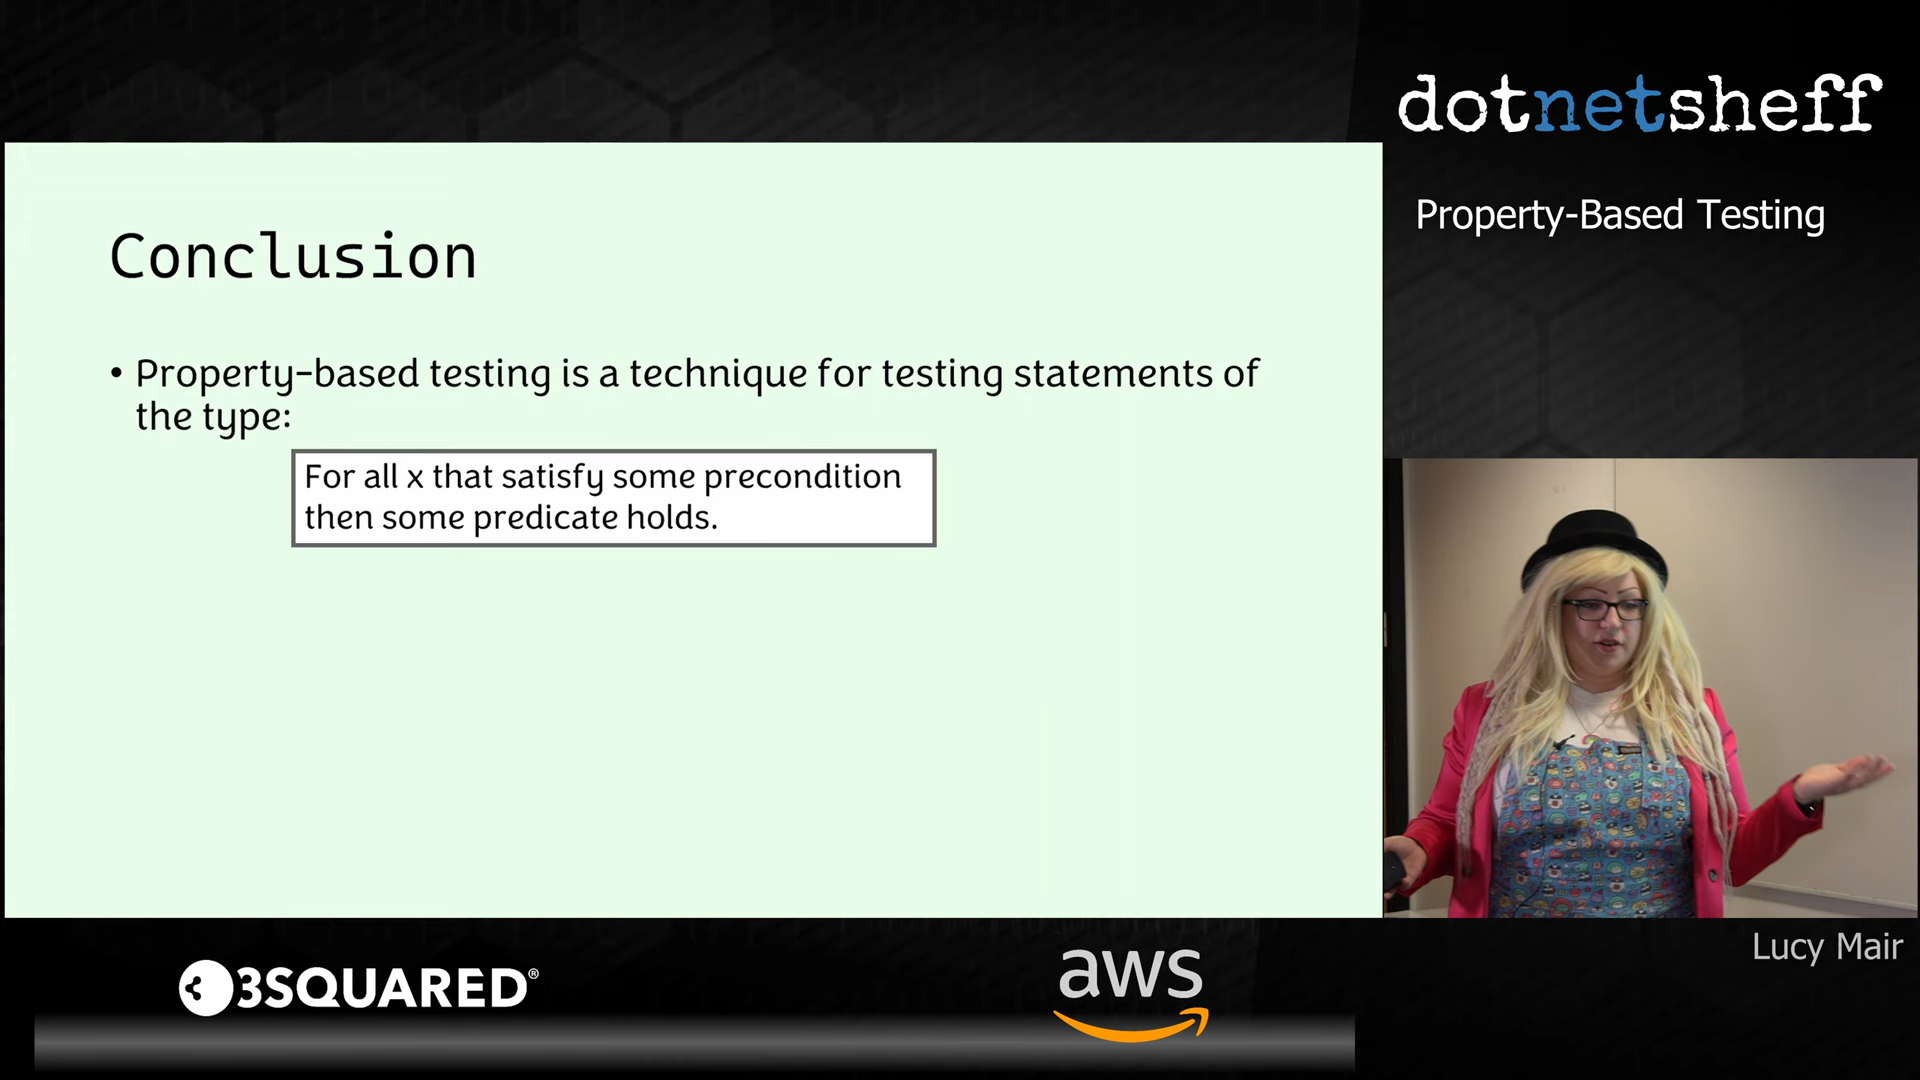 dotnetsheff
Property-Based Testing
Conclusion
• Property-based testing is a technique for testing statements of
the type:
For all x that satisfy some precondition
then some predicate holds.
Lucy Mair
3SQUARED®
aws